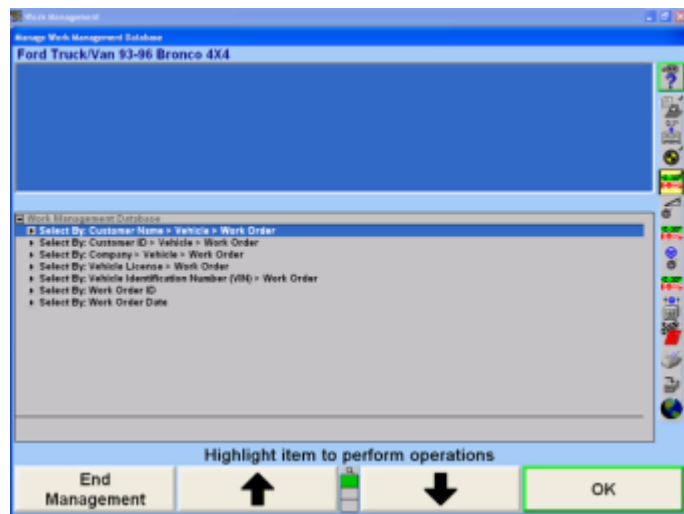 Work Management
Manage Work Management Database
Ford Truck/Van 93-96 Bronco 4X4
Work Management Database
Select By: Customer Name > Vehicle > Work Order
Select By: Customer ID > Vehicle > Work Order
Select By: Company > Vehicle > Work Order
Select By: Vehicle License > Work Order
Select By: Vehicle Identification Number (VIN) > Work Order
Select By: Work Order ID
Select By: Work Order Date
Highlight item to perform operations
End
Management
OK